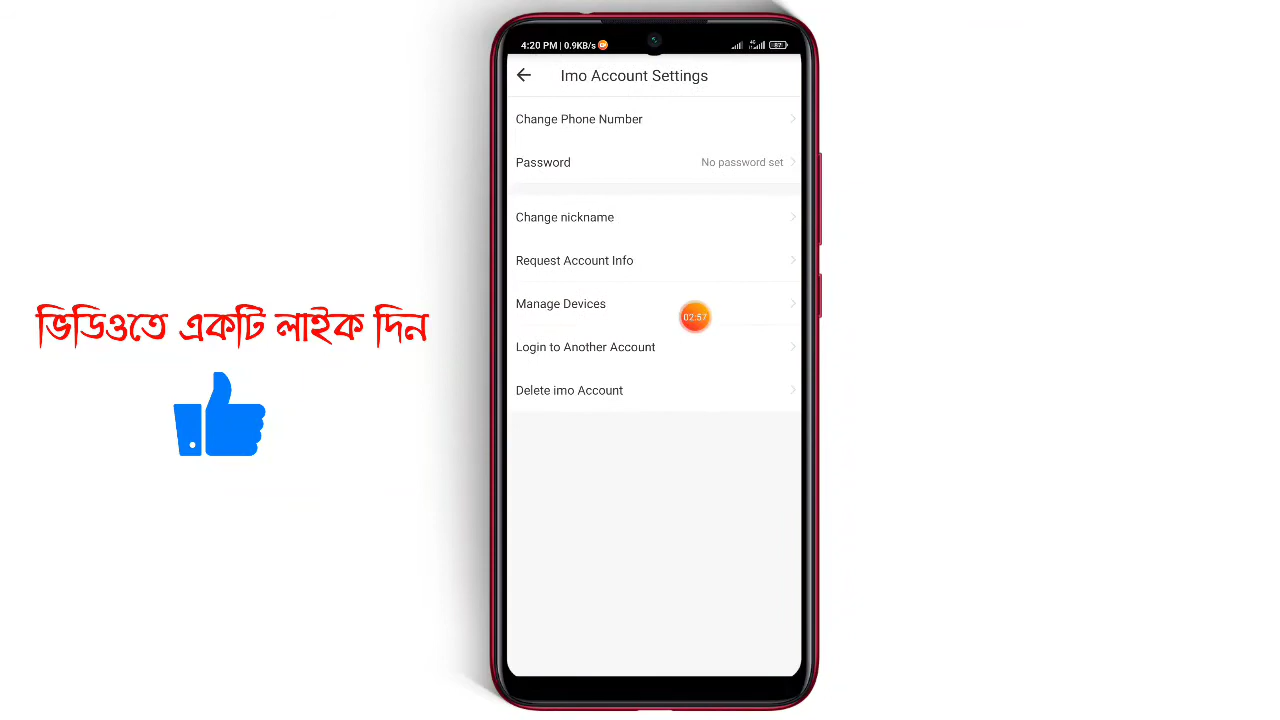 4:20 PM | 0.9KB/s
87
Imo Account Settings
Change Phone Number
Password No password set
Change nickname
Request Account Info
Manage Devices
02:57
Login to Another Account
Delete imo Account
ভিডিওতে একটি লাইক দিন